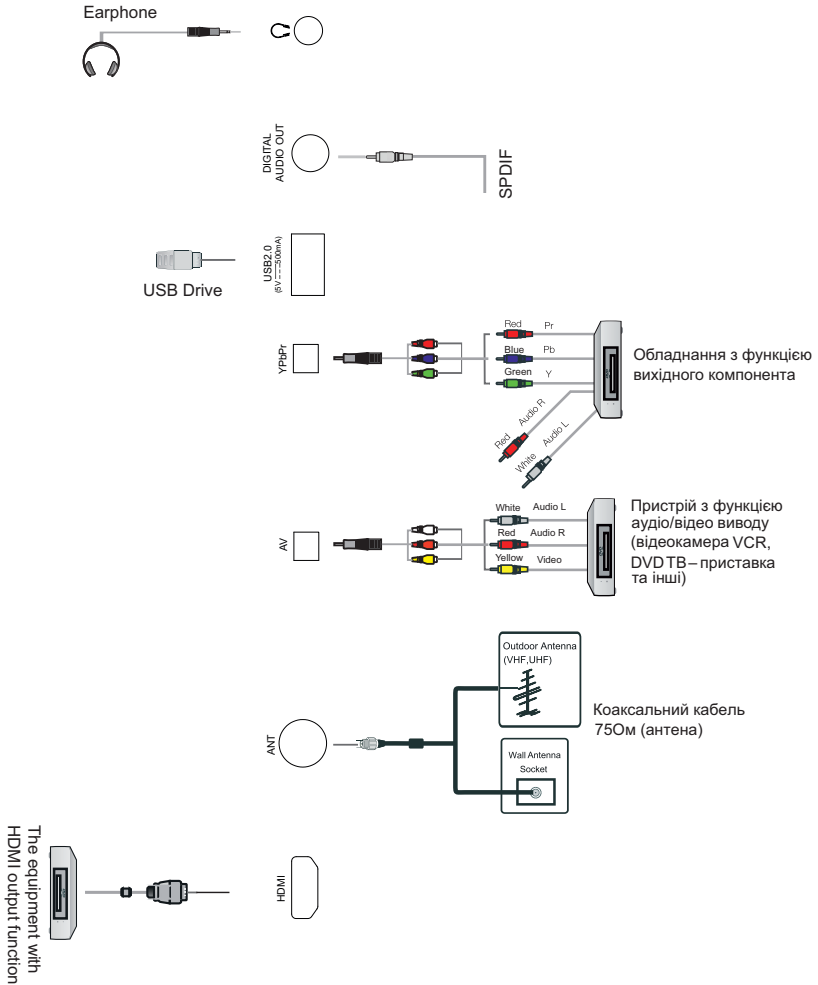 Earphone
DIGITAL
AUDIO OUT
SPDIF
USB2.0
(5V⎓500mA)
USB Drive
YPbPr
Red Pr
Blue Pb
Green Y
Red Audio R
White Audio L
Обладнання з функцією
вихідного компонента
AV
White Audio L
Red Audio R
Yellow Video
Пристрій з функцією
аудіо/відео виводу
(відеокамера VCR,
DVD ТВ–приставка
та інші)
ANT
Outdoor Antenna
(VHF,UHF)
Wall Antenna
Socket
Коаксальний кабель
75Ом (антена)
HDMI
The equipment with
HDMI output function